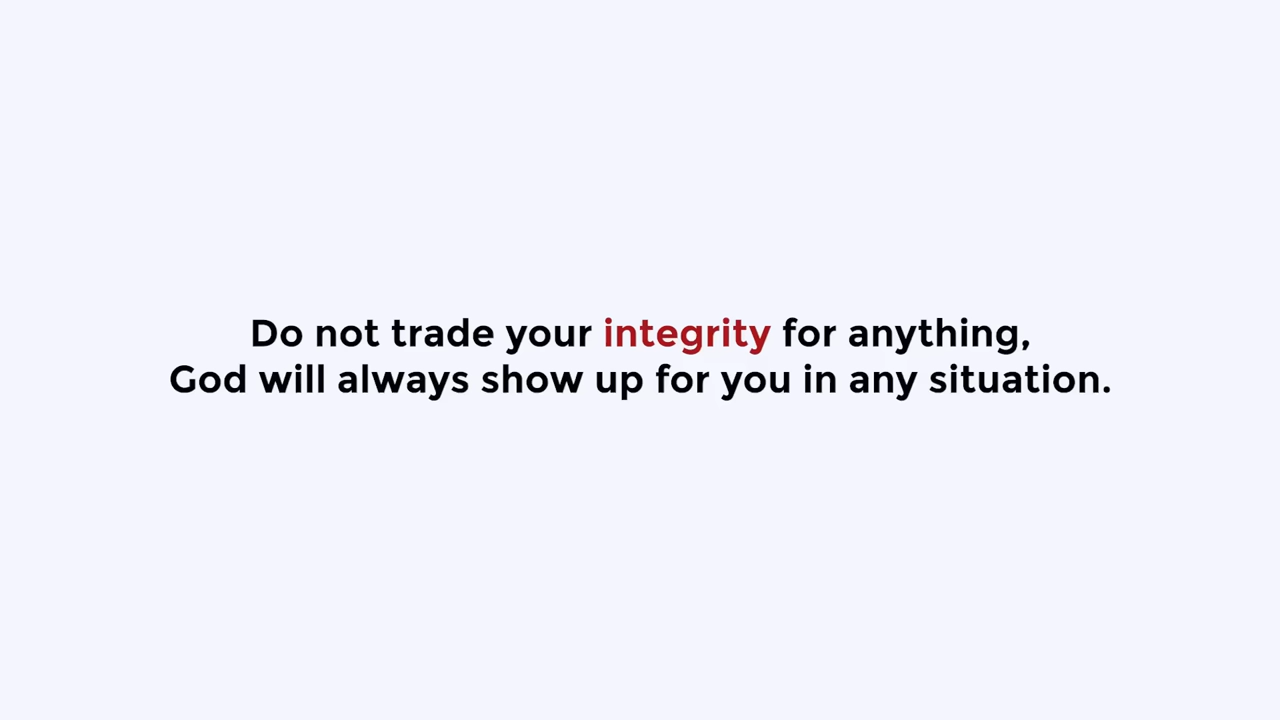 Do not trade your integrity for anything,
God will always show up for you in any situation.